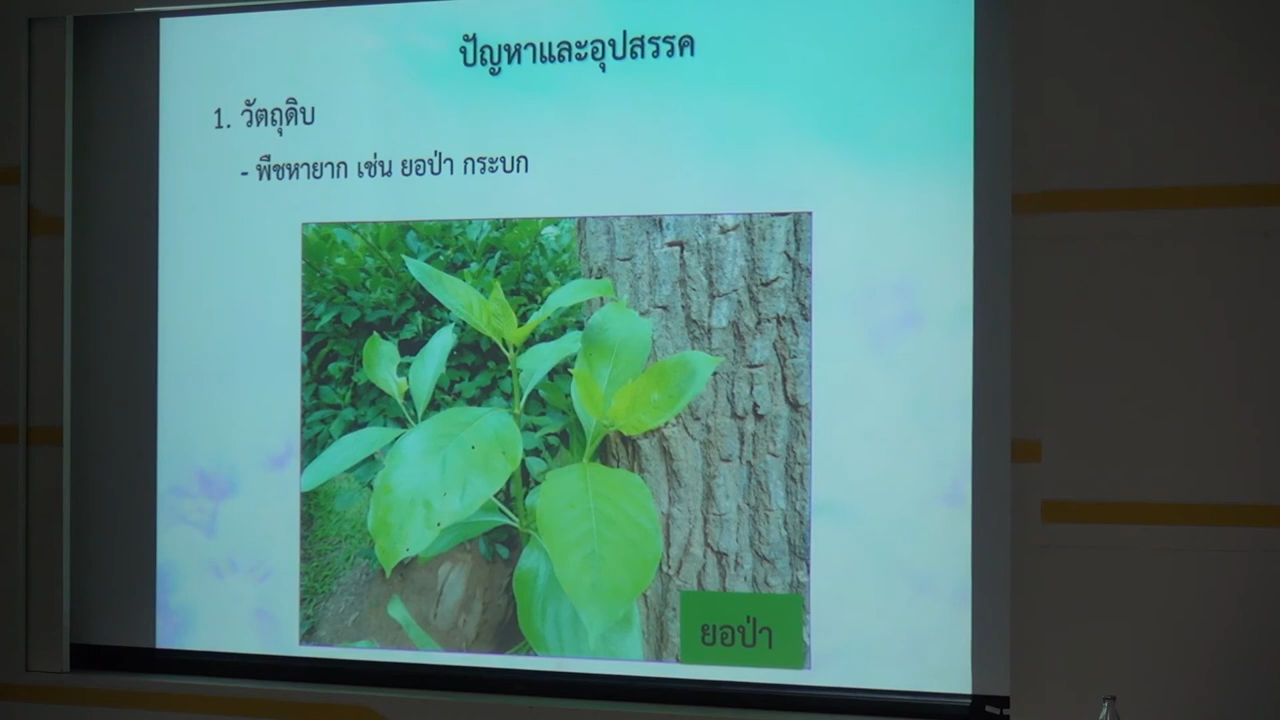 ปัญหาและอุปสรรค
1. วัตถุดิบ
- พืชหายาก เช่น ยอป่า กระบก
ยอป่า